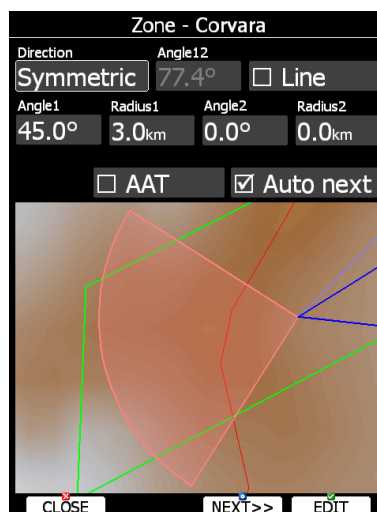 Zone - Corvara
Direction Angle12
Symmetric 77.4° Line
Angle1 Radius1 Angle2 Radius2
45.0° 3.0km 0.0° 0.0km
AAT Auto next
CLOSE NEXT>> EDIT